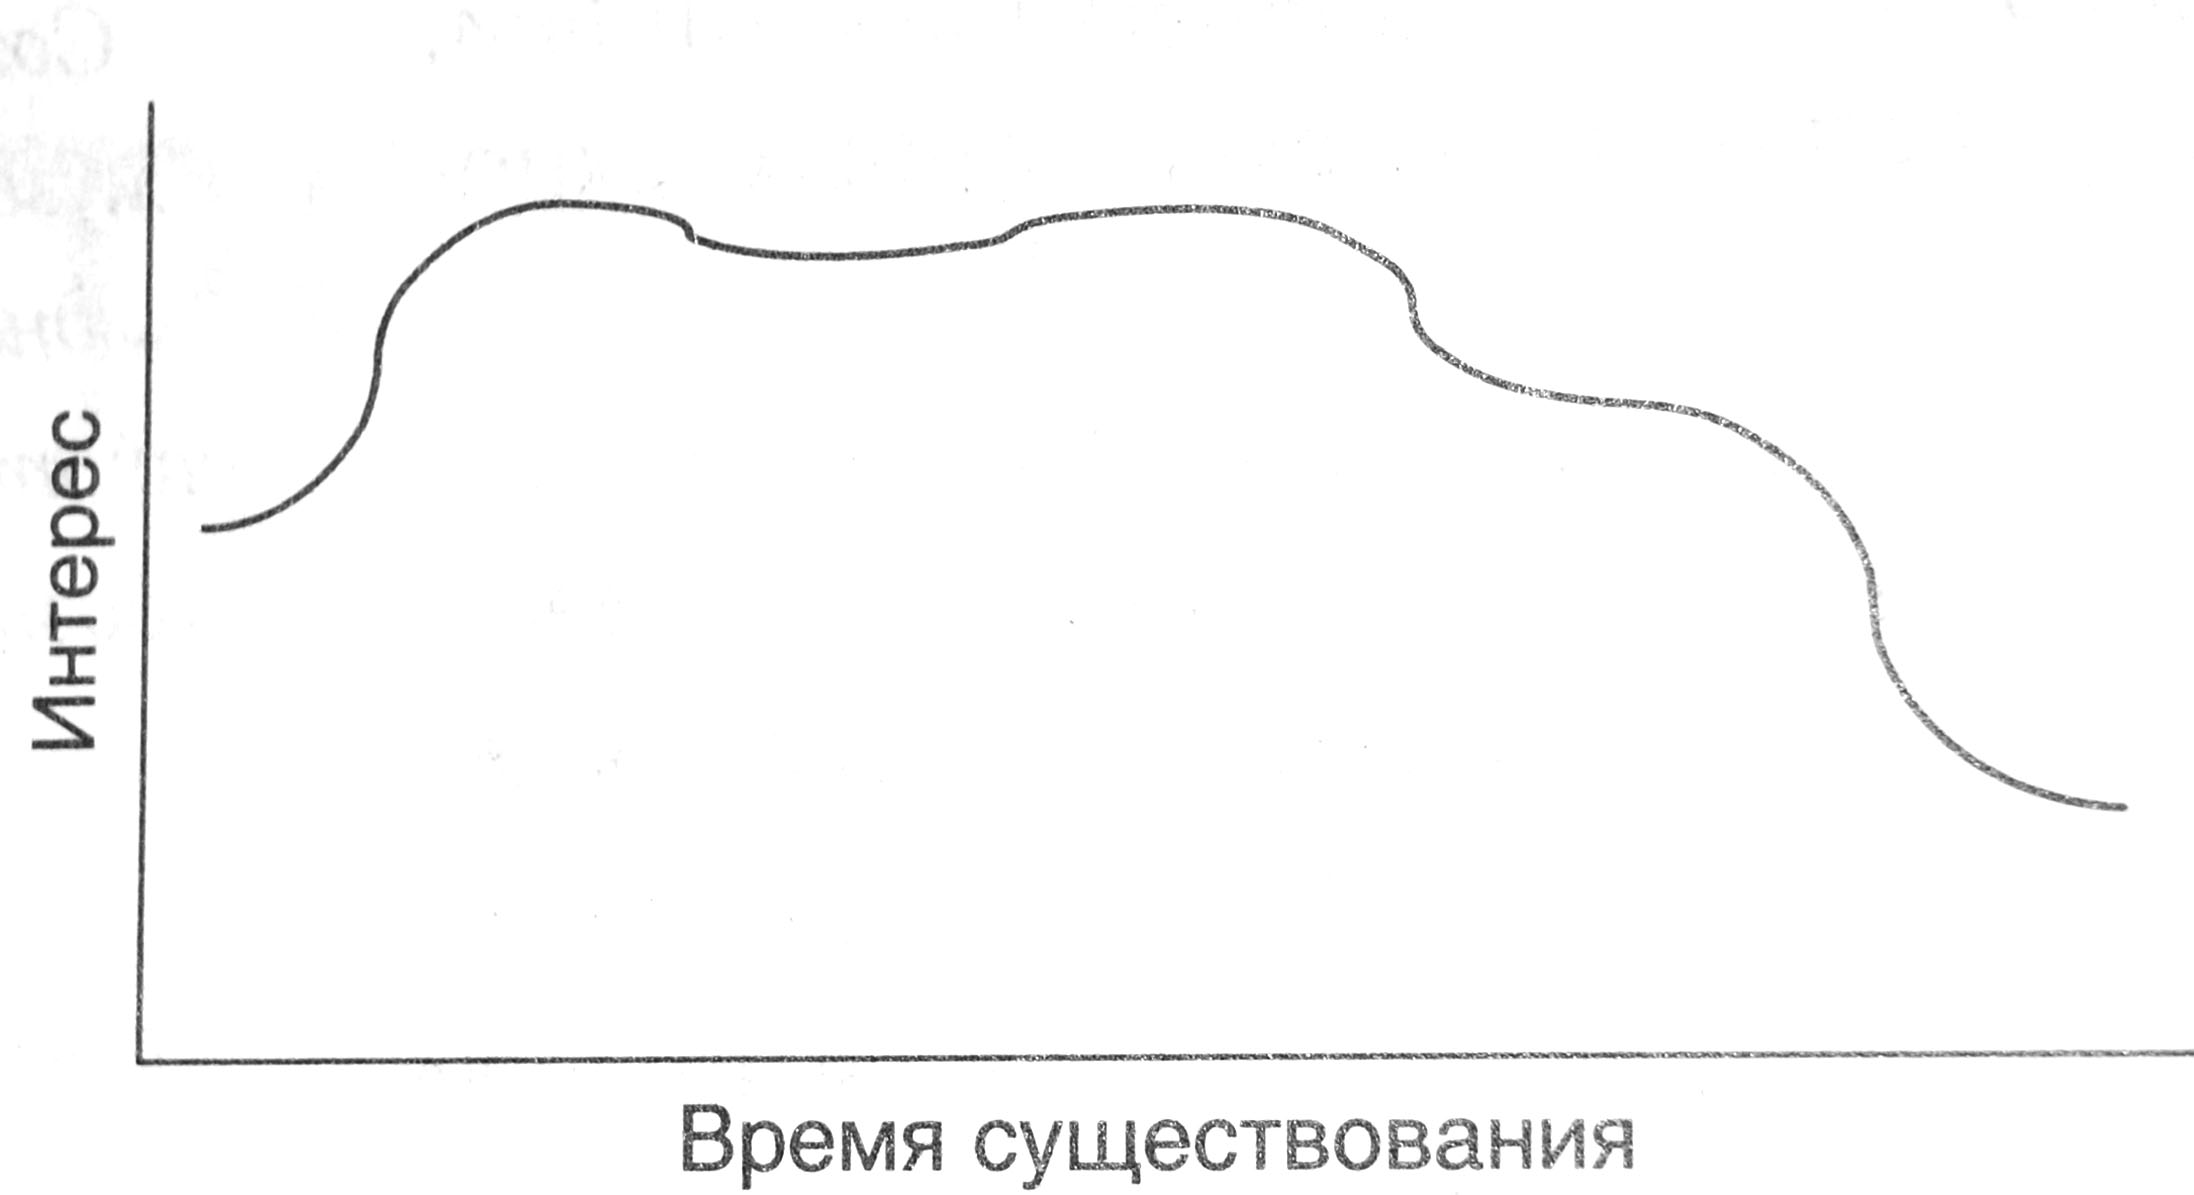 Интерес
Время существования